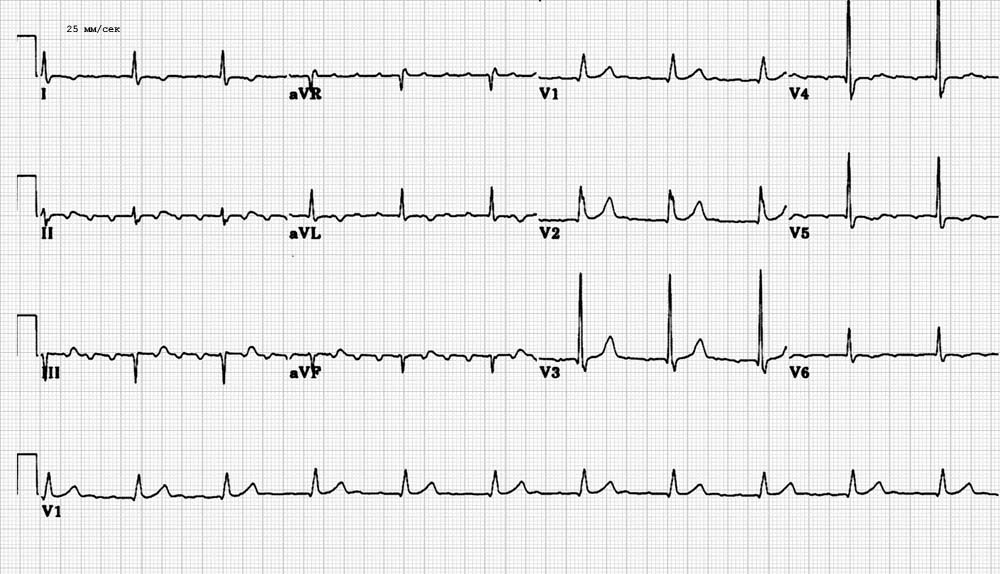 25 мм/сек
I aVR V1 V4
II aVL V2 V5
III aVF V3 V6
V1